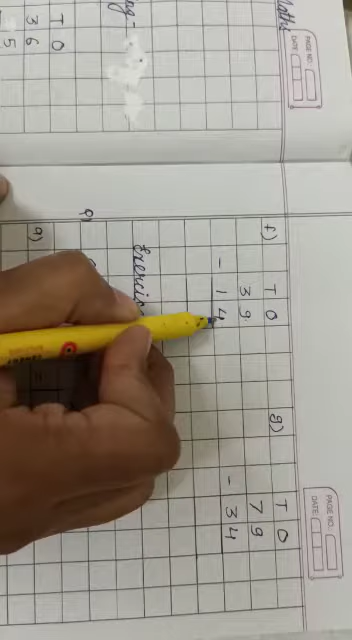 Maths
PAGE NO.:
DATE:
T O
3 6
5
PAGE NO.:
DATE:
f)
T O
3 9
- 1 4
g)
T O
7 9
- 3 4
Exercis
q)